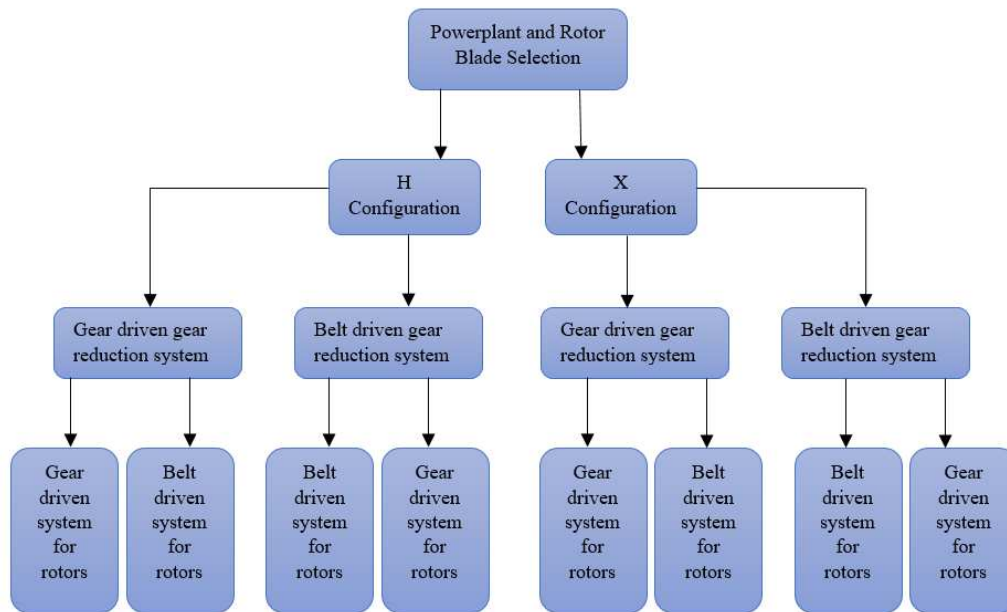 Powerplant and Rotor
Blade Selection
H
Configuration
X
Configuration
Gear driven gear
reduction system
Belt driven gear
reduction system
Gear driven gear
reduction system
Belt driven gear
reduction system
Gear
driven
system
for
rotors
Belt
driven
system
for
rotors
Belt
driven
system
for
rotors
Gear
driven
system
for
rotors
Gear
driven
system
for
rotors
Belt
driven
system
for
rotors
Belt
driven
system
for
rotors
Gear
driven
system
for
rotors